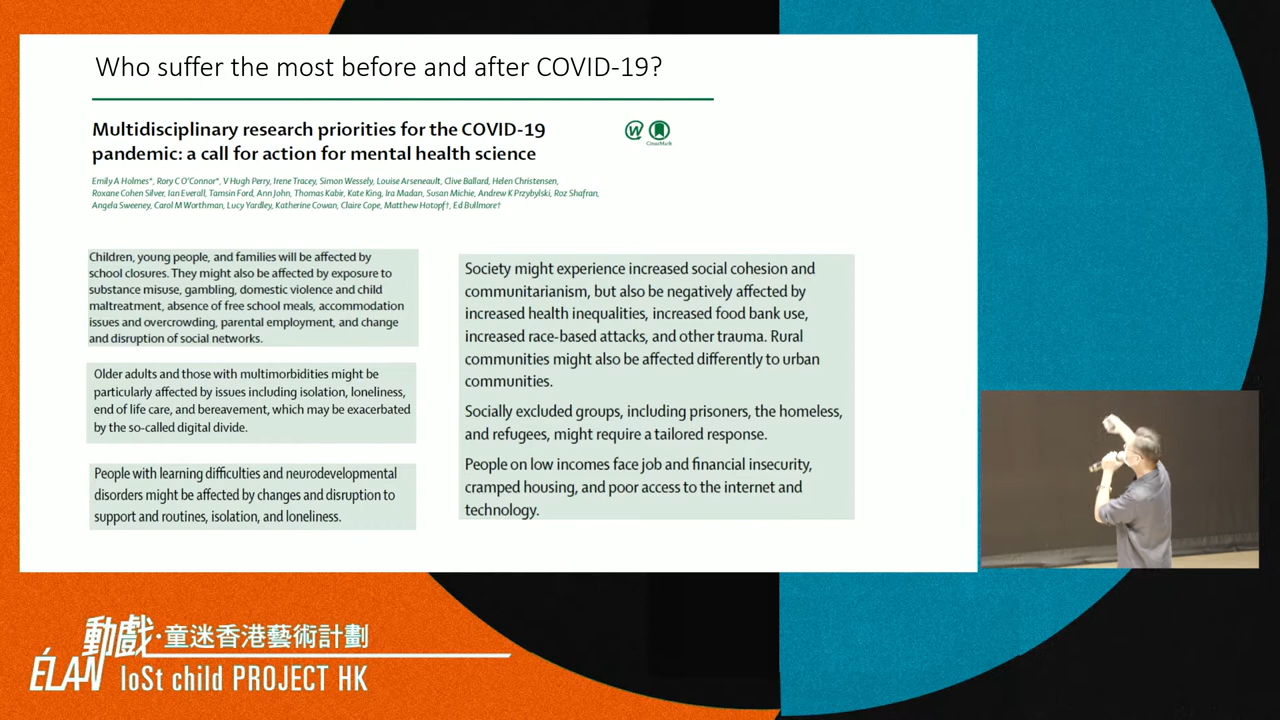 Who suffer the most before and after COVID-19?
Multidisciplinary research priorities for the COVID-19
pandemic: a call for action for mental health science
CrossMark
Emily A Holmes*, Rory C O'Connor*, V Hugh Perry, Irene Tracey, Simon Wessely, Louise Arseneault, Clive Ballard, Helen Christensen,
Roxane Cohen Silver, Ian Everall, Tamsin Ford, Ann John, Thomas Kabir, Kate King, Ira Madan, Susan Michie, Andrew K Przybylski, Roz Shafran,
Angela Sweeney, Carol M Worthman, Lucy Yardley, Katherine Cowan, Claire Cope, Matthew Hotopf†, Ed Bullmore†
Children, young people, and families will be affected by
school closures. They might also be affected by exposure to
substance misuse, gambling, domestic violence and child
maltreatment, absence of free school meals, accommodation
issues and overcrowding, parental employment, and change
and disruption of social networks.
Older adults and those with multimorbidities might be
particularly affected by issues including isolation, loneliness,
end of life care, and bereavement, which may be exacerbated
by the so-called digital divide.
People with learning difficulties and neurodevelopmental
disorders might be affected by changes and disruption to
support and routines, isolation, and loneliness.
Society might experience increased social cohesion and
communitarianism, but also be negatively affected by
increased health inequalities, increased food bank use,
increased race-based attacks, and other trauma. Rural
communities might also be affected differently to urban
communities.
Socially excluded groups, including prisoners, the homeless,
and refugees, might require a tailored response.
People on low incomes face job and financial insecurity,
cramped housing, and poor access to the internet and
technology.
動戲·童迷香港藝術計劃
ÉLAN loSt child PROJECT HK